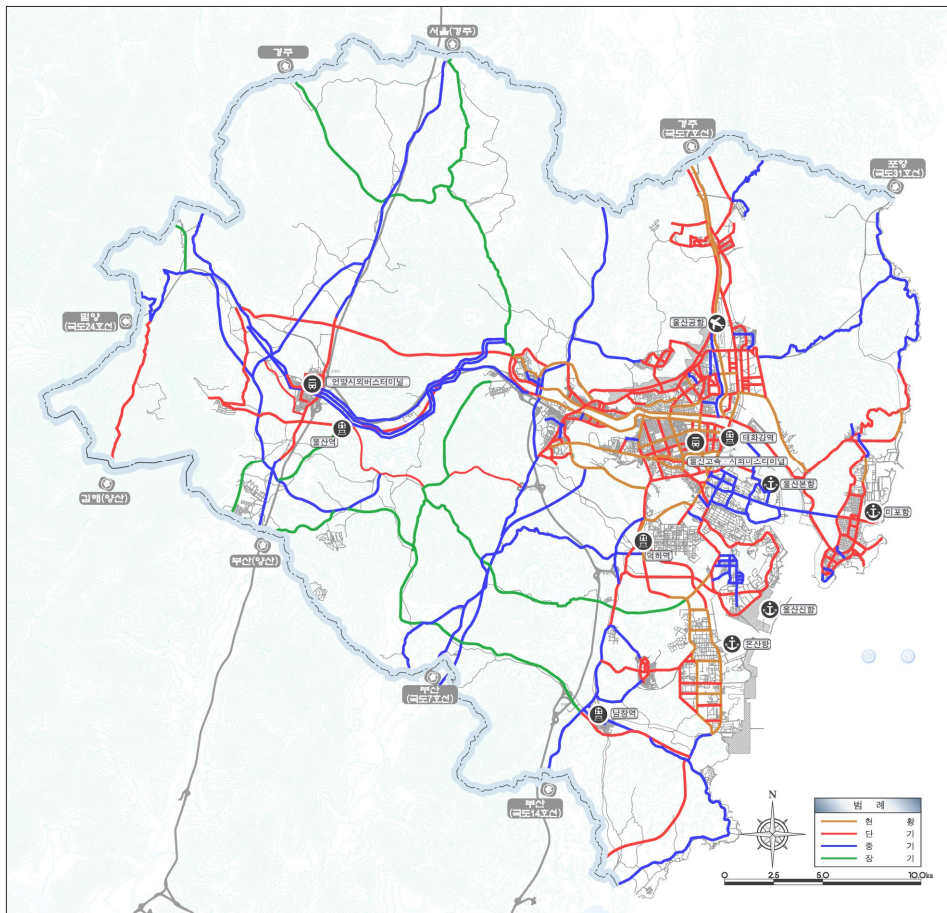 서울(경주)
경주
경주
(국도7호선)
포항
(국도31호선)
밀양
(국도24호선)
울산공항
언양시외버스터미널
울산역
태화강역
울산고속·시외버스터미널
울산본항
미포항
김해(양산)
덕하역
부산(양산)
울산신항
온산항
부산
(국도7호선)
남창역
부산
(국도14호선)
N
범 례
현 황
단 기
중 기
장 기
0 2.5 5.0 10.0㎞